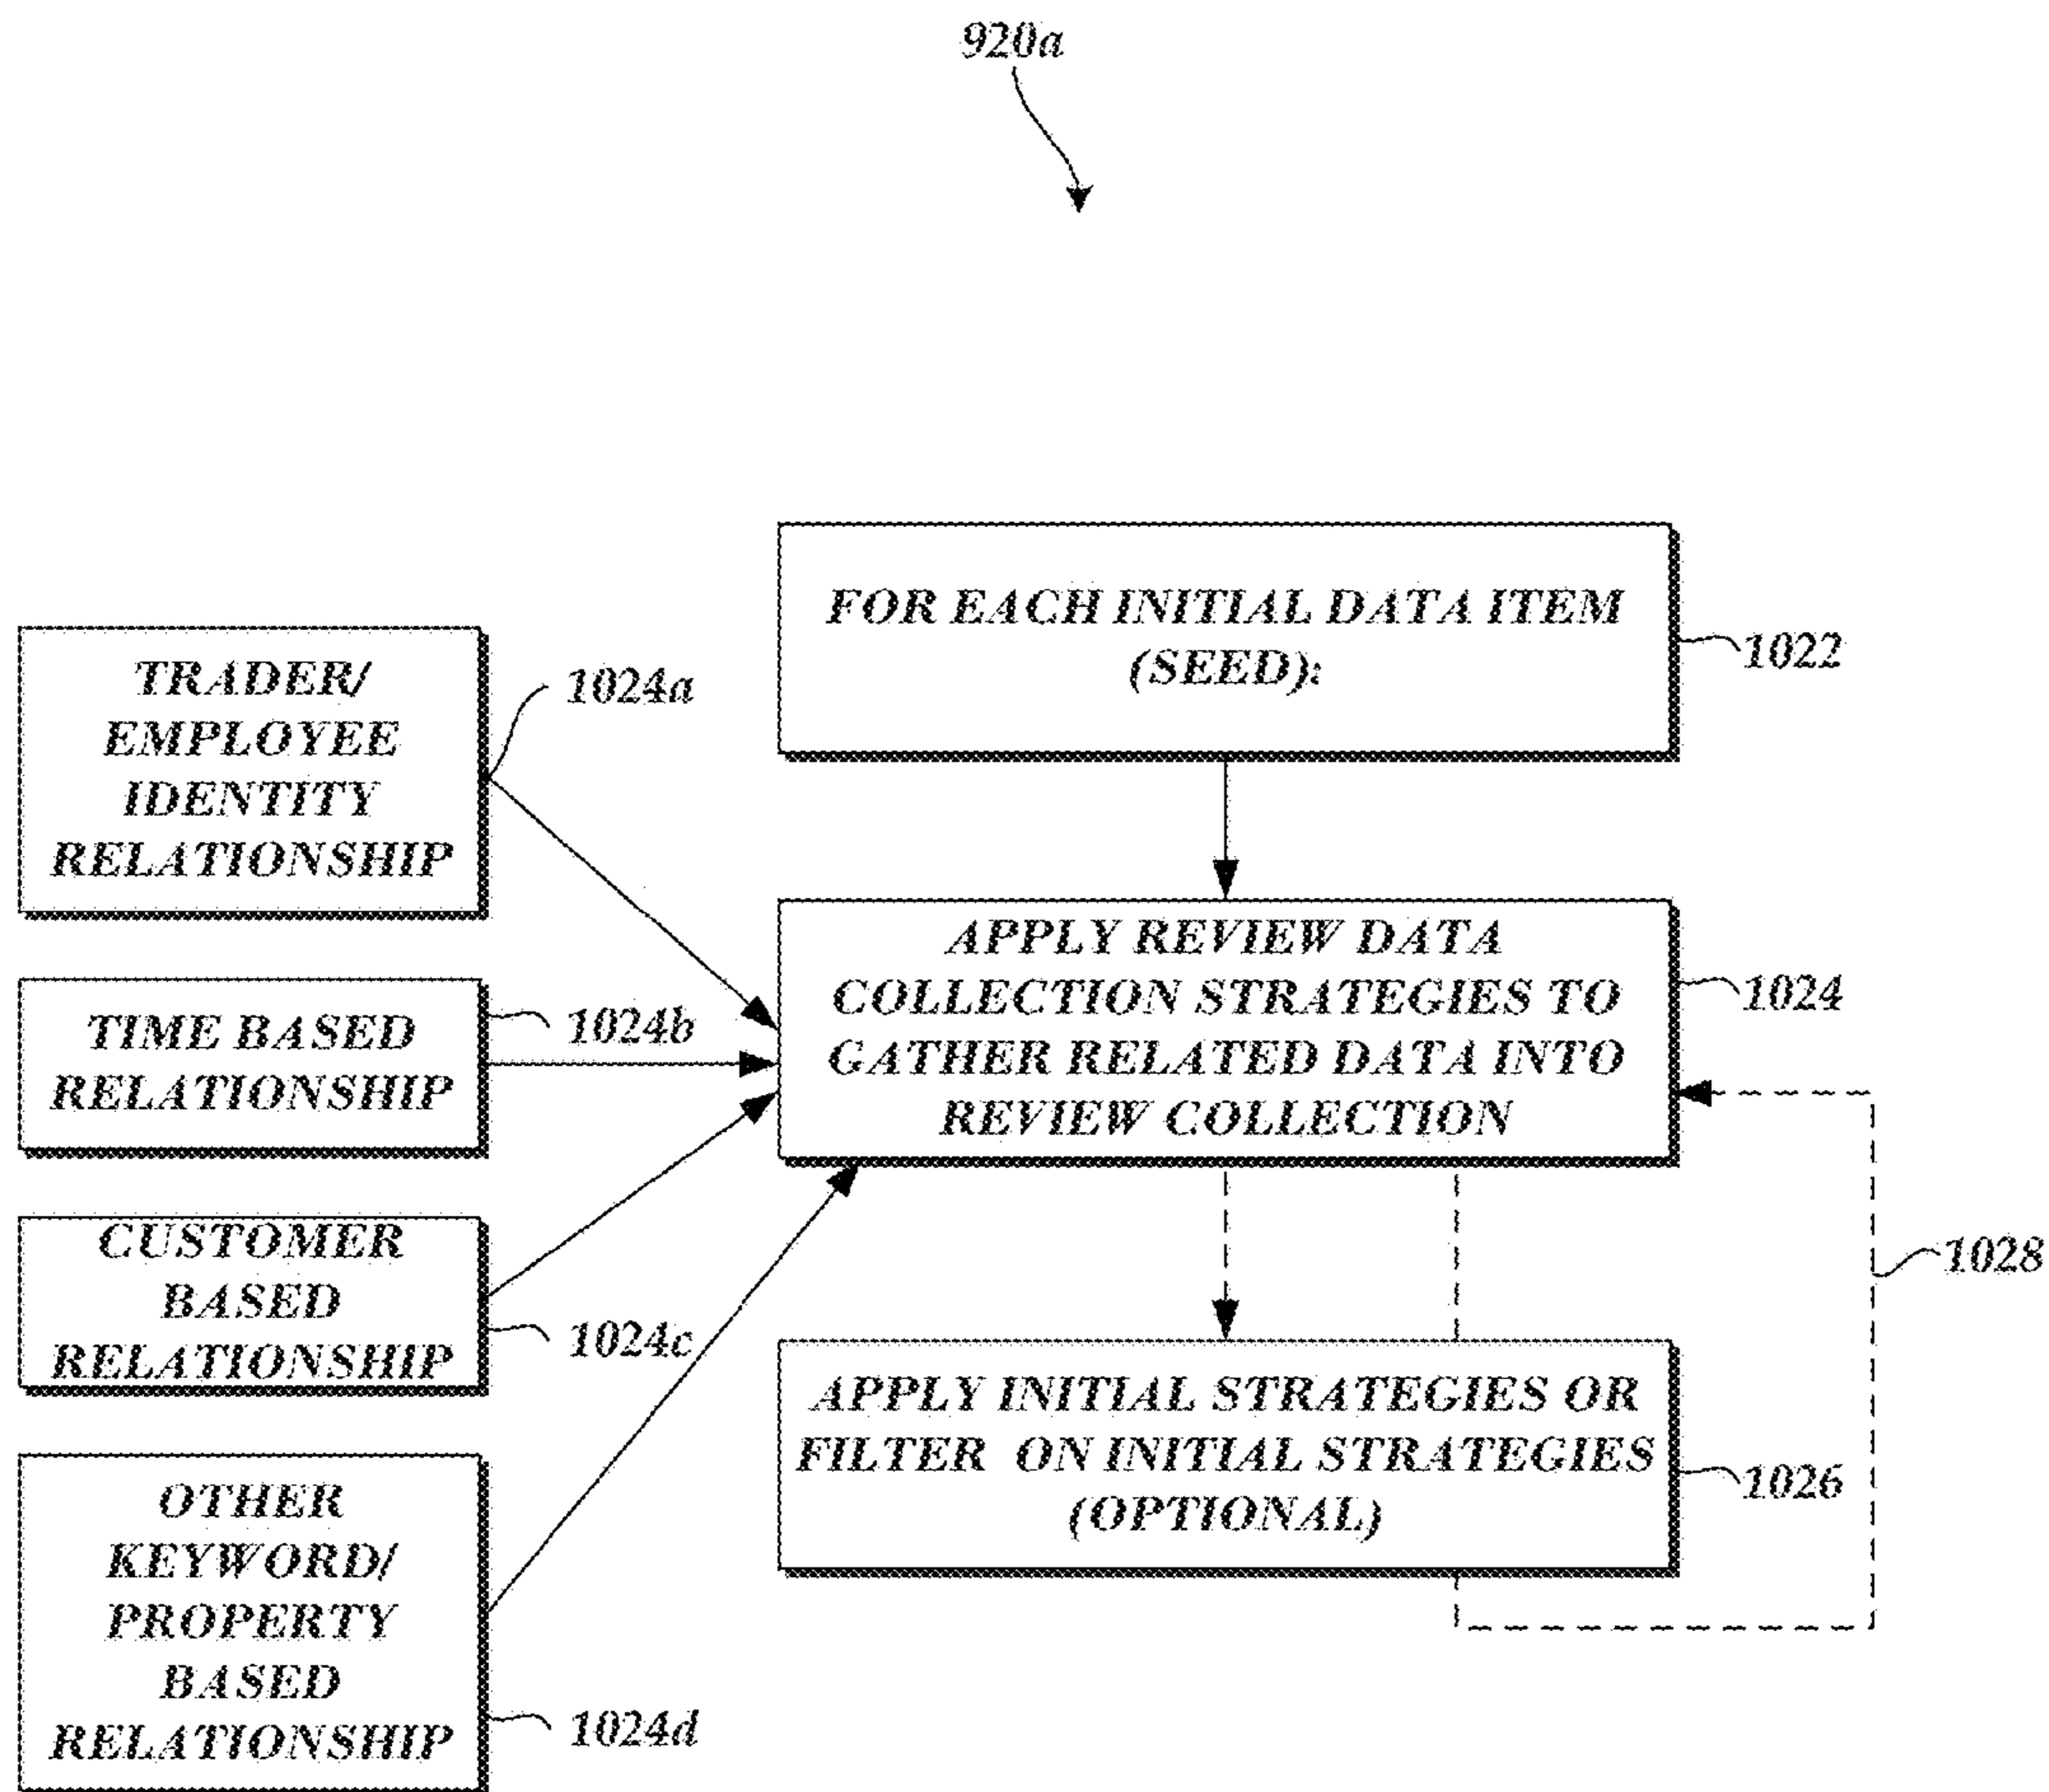 920a
FOR EACH INITIAL DATA ITEM
(SEED):
1022
TRADER/
EMPLOYEE
IDENTITY
RELATIONSHIP
1024a
APPLY REVIEW DATA
COLLECTION STRATEGIES TO
GATHER RELATED DATA INTO
REVIEW COLLECTION
1024
TIME BASED
RELATIONSHIP
1024b
CUSTOMER
BASED
RELATIONSHIP
1024c
1028
APPLY INITIAL STRATEGIES OR
FILTER ON INITIAL STRATEGIES
(OPTIONAL)
1026
OTHER
KEYWORD/
PROPERTY
BASED
RELATIONSHIP
1024d